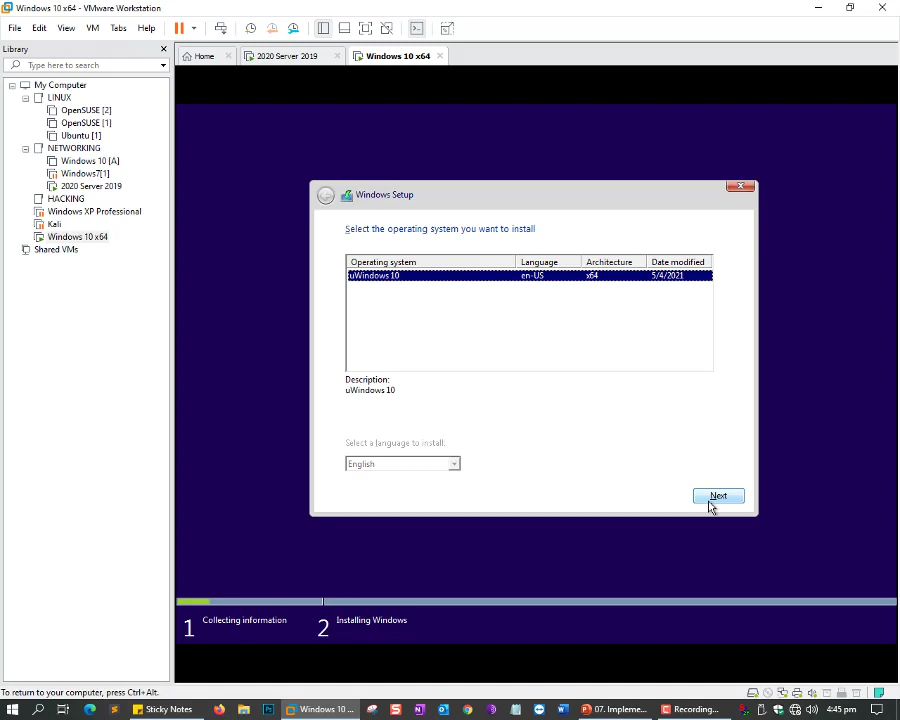 Windows 10 x64 - VMware Workstation
File Edit View VM Tabs Help
Library
Type here to search
My Computer
LINUX
OpenSUSE [2]
OpenSUSE [1]
Ubuntu [1]
NETWORKING
Windows 10 [A]
Windows7[1]
2020 Server 2019
HACKING
Windows XP Professional
Kali
Windows 10 x64
Shared VMs
Home 2020 Server 2019 Windows 10 x64
Windows Setup
Select the operating system you want to install
Operating system Language Architecture Date modified
uWindows 10 en-US x64 5/4/2021
Description:
uWindows 10
Select a language to install:
English
Next
1 Collecting information 2 Installing Windows
To return to your computer, press Ctrl+Alt.
Sticky Notes Windows 10 ... 07. Impleme... Recording... 4:45 pm